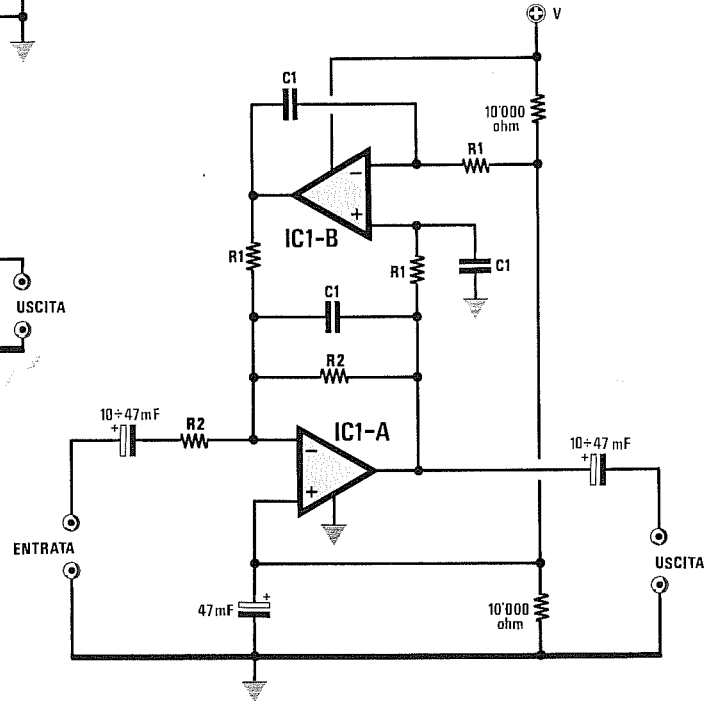 V
C1
10'000
ohm
R1
−
+
IC1-B
R1
R1
C1
USCITA
C1
R2
10÷47mF
+
R2
IC1-A
10÷47 mF
+
−
+
ENTRATA
USCITA
47mF
+
10'000
ohm